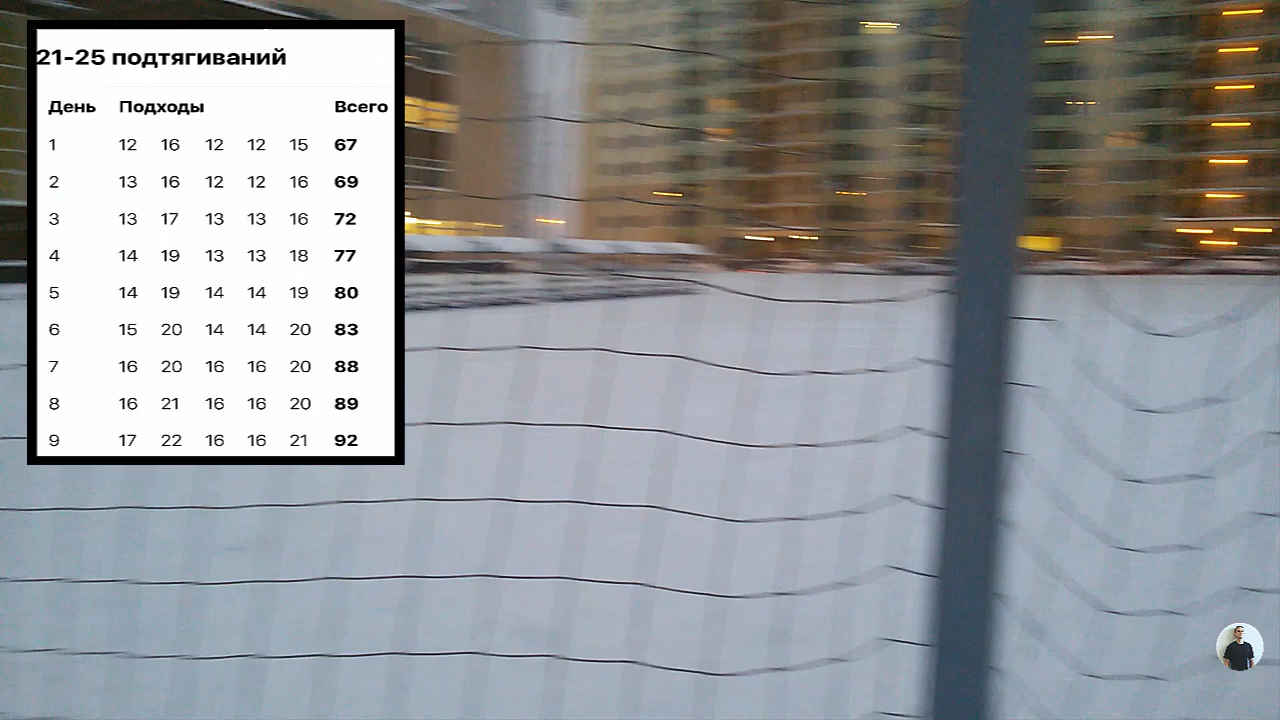 21-25 подтягиваний
День Подходы Всего
1 12 16 12 12 15 67
2 13 16 12 12 16 69
3 13 17 13 13 16 72
4 14 19 13 13 18 77
5 14 19 14 14 19 80
6 15 20 14 14 20 83
7 16 20 16 16 20 88
8 16 21 16 16 20 89
9 17 22 16 16 21 92